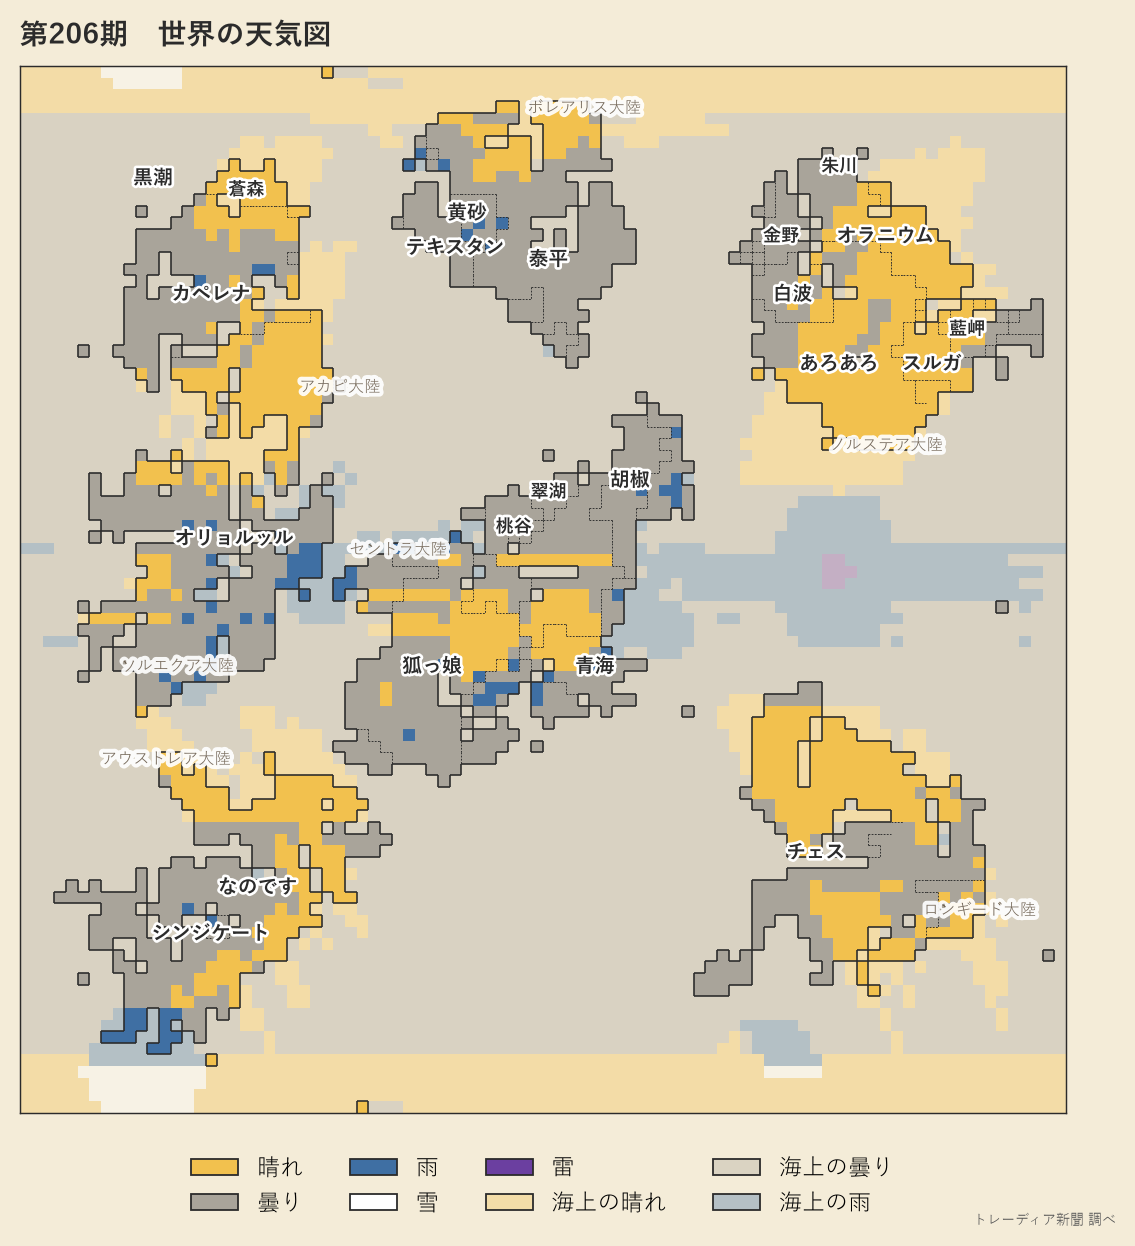 第206期　世界の天気図
ボレアリス大陸
朱川
黒潮
蒼森
黄砂
金野
オラニウム
テキスタン
泰平
カペレナ
白波
藍岬
あろあろ
スルガ
アカピ大陸
ノルステア大陸
胡椒
翠湖
桃谷
オリョルッル
セントラ大陸
ソルエクア大陸
狐っ娘
青海
アウストレア大陸
チェス
なのです
ロンギード大陸
シンジケート
晴れ
雨
雷
海上の曇り
曇り
雪
海上の晴れ
海上の雨
トレーディア新聞 調べ